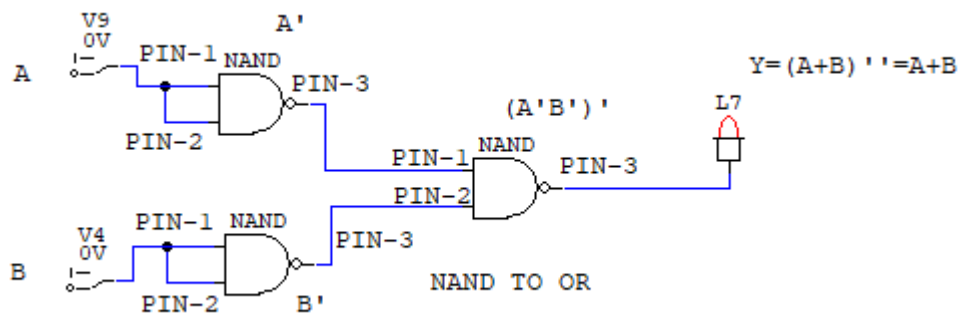 A'
V9
0V
A
PIN-1
NAND
PIN-3
PIN-2
Y=(A+B)''=A+B
L7
(A'B')'
NAND
PIN-1
PIN-2
PIN-3
V4
0V
B
PIN-1
NAND
PIN-3
PIN-2
B'
NAND TO OR